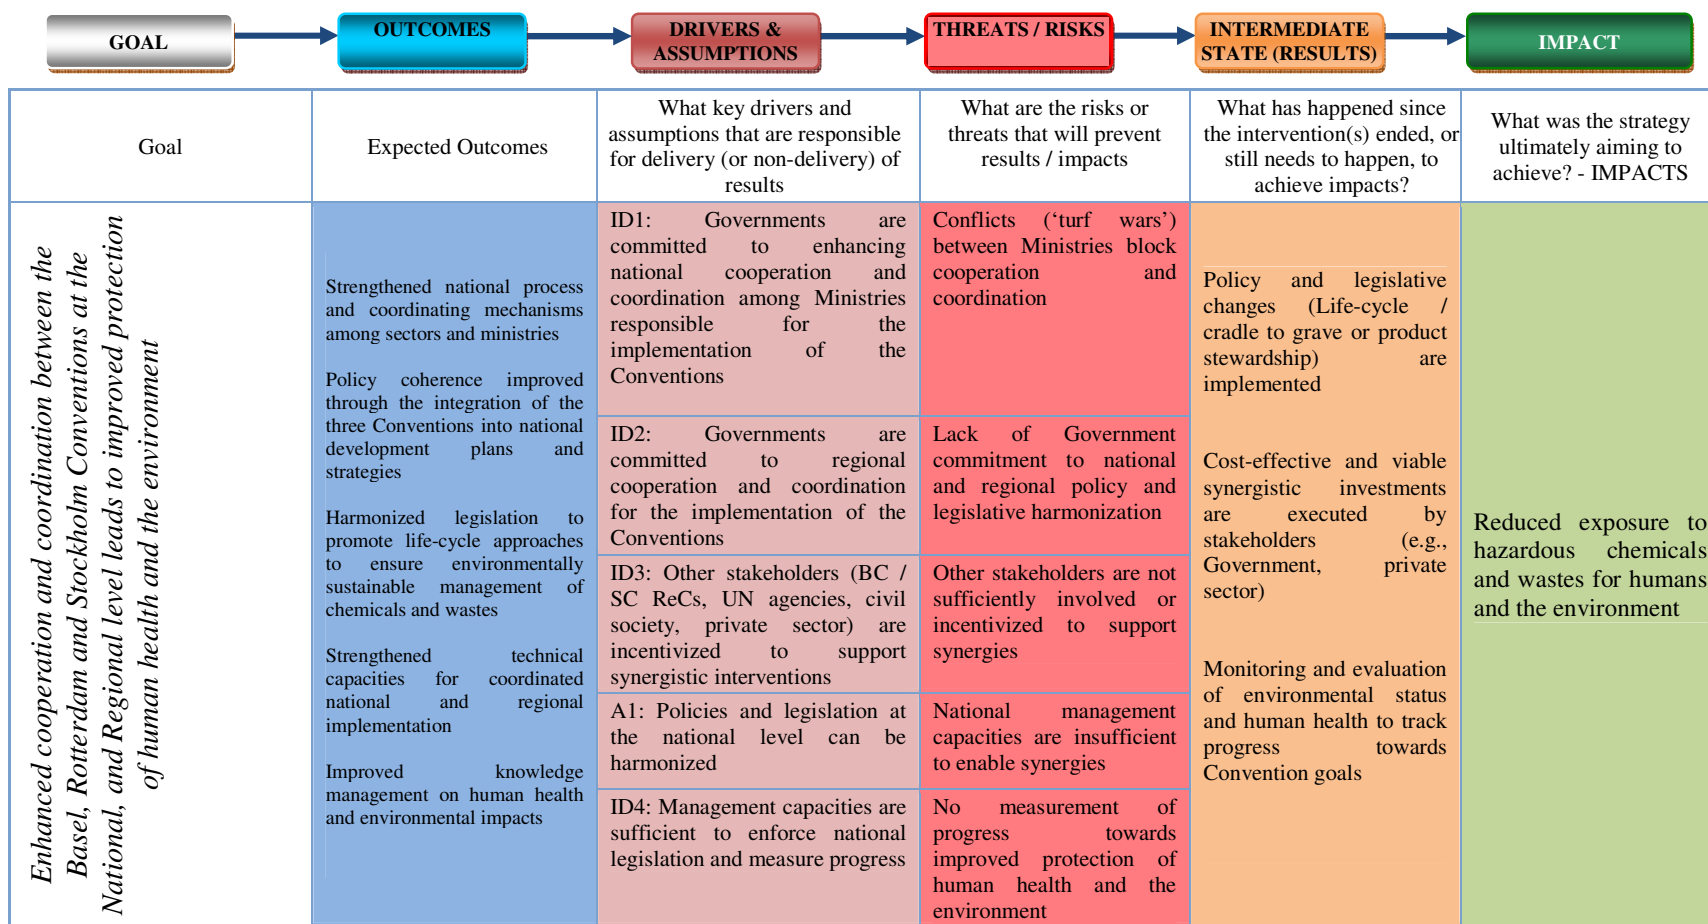 GOAL
OUTCOMES
DRIVERS &
ASSUMPTIONS
THREATS / RISKS
INTERMEDIATE
STATE (RESULTS)
IMPACT
Goal
Expected Outcomes
What key drivers and
assumptions that are responsible
for delivery (or non-delivery) of
results
What are the risks or
threats that will prevent
results / impacts
What has happened since
the intervention(s) ended, or
still needs to happen, to
achieve impacts?
What was the strategy
ultimately aiming to
achieve? - IMPACTS
Enhanced cooperation and coordination between the
Basel, Rotterdam and Stockholm Conventions at the
National, and Regional level leads to improved protection
of human health and the environment
Strengthened national process
and coordinating mechanisms
among sectors and ministries
Policy coherence improved
through the integration of the
three Conventions into national
development plans and
strategies
Harmonized legislation to
promote life-cycle approaches
to ensure environmentally
sustainable management of
chemicals and wastes
Strengthened technical
capacities for coordinated
national and regional
implementation
Improved knowledge
management on human health
and environmental impacts
ID1: Governments are
committed to enhancing
national cooperation and
coordination among Ministries
responsible for the
implementation of the
Conventions
ID2: Governments are
committed to regional
cooperation and coordination
for the implementation of the
Conventions
ID3: Other stakeholders (BC /
SC ReCs, UN agencies, civil
society, private sector) are
incentivized to support
synergistic interventions
A1: Policies and legislation at
the national level can be
harmonized
ID4: Management capacities are
sufficient to enforce national
legislation and measure progress
Conflicts (‘turf wars’)
between Ministries block
cooperation and
coordination
Lack of Government
commitment to national
and regional policy and
legislative harmonization
Other stakeholders are not
sufficiently involved or
incentivized to support
synergies
National management
capacities are insufficient
to enable synergies
No measurement of
progress towards
improved protection of
human health and the
environment
Policy and legislative
changes (Life-cycle /
cradle to grave or product
stewardship) are
implemented
Cost-effective and viable
synergistic investments
are executed by
stakeholders (e.g.,
Government, private
sector)
Monitoring and evaluation
of environmental status
and human health to track
progress towards
Convention goals
Reduced exposure to
hazardous chemicals
and wastes for humans
and the environment